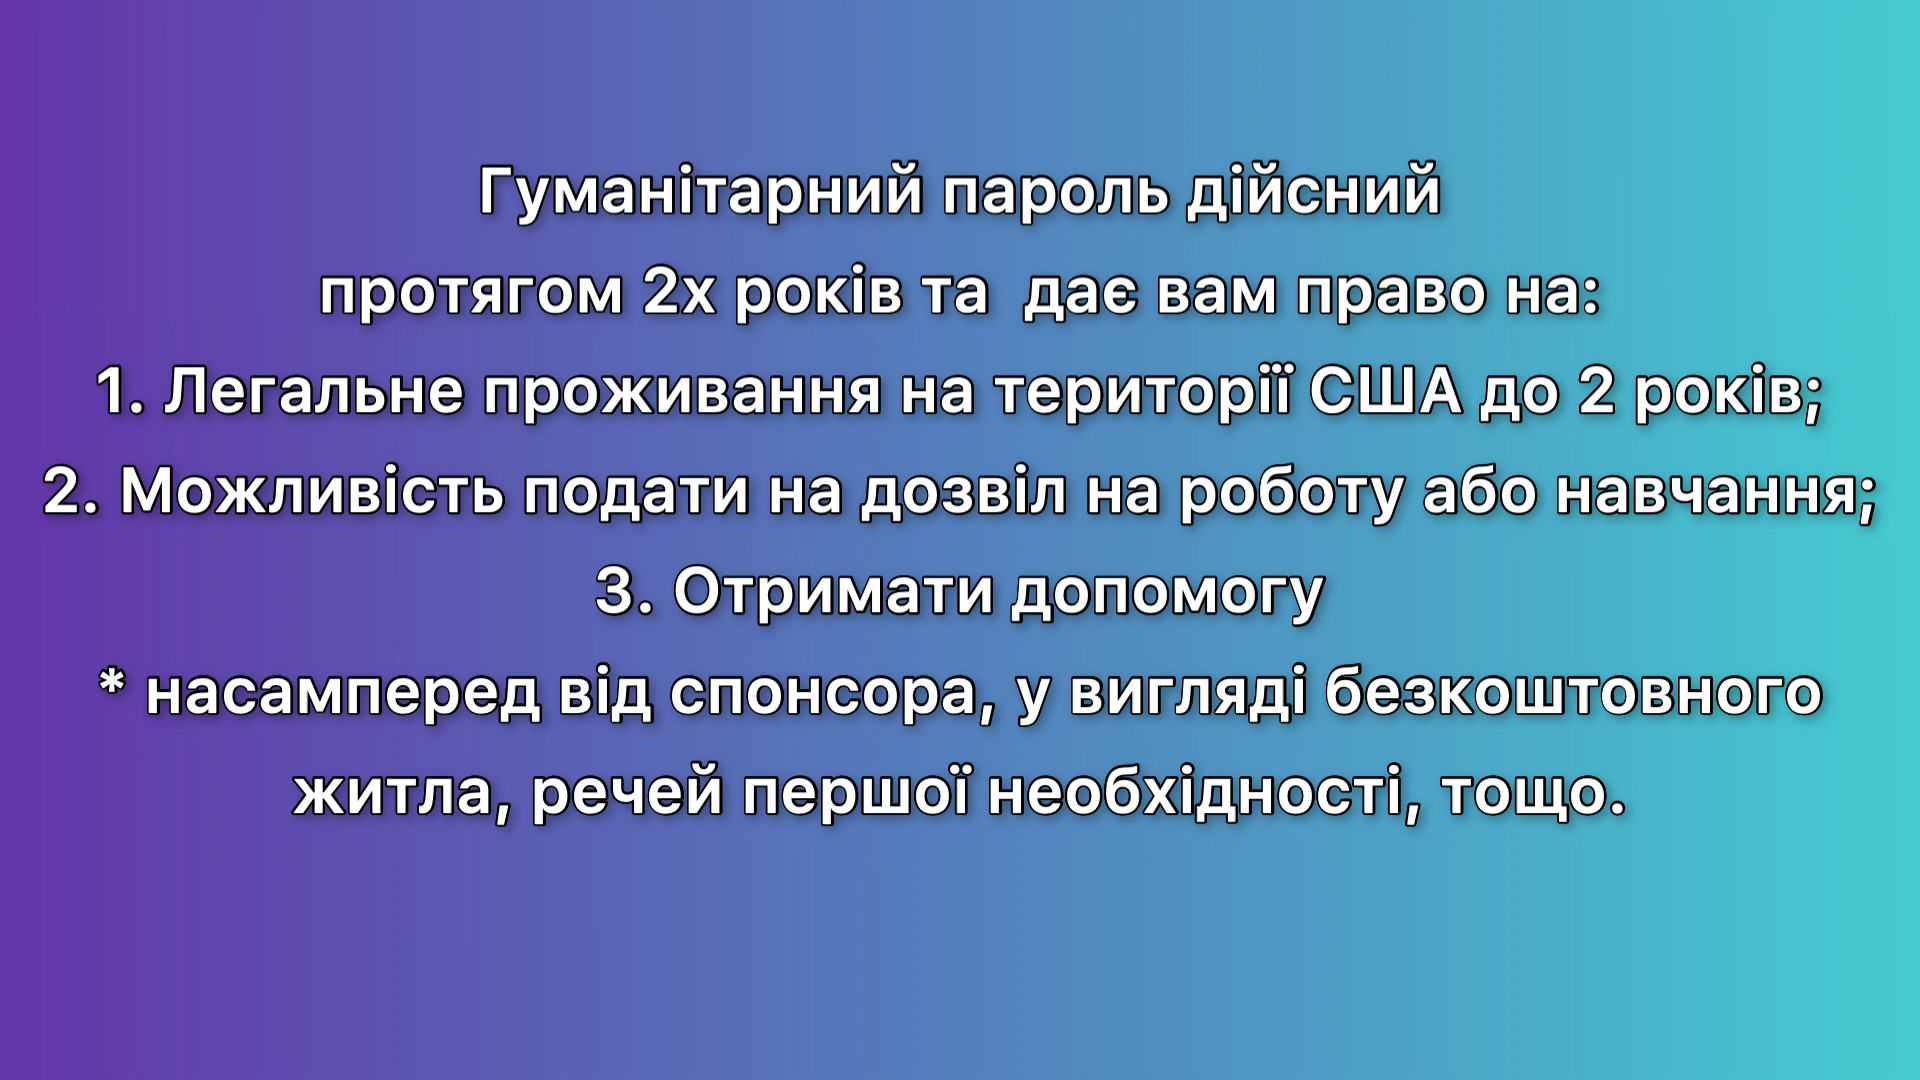 Гуманітарний пароль дійсний
протягом 2х років та  дає вам право на:
1. Легальне проживання на території США до 2 років;
2. Можливість подати на дозвіл на роботу або навчання;
3. Отримати допомогу
* насамперед від спонсора, у вигляді безкоштовного
житла, речей першої необхідності, тощо.